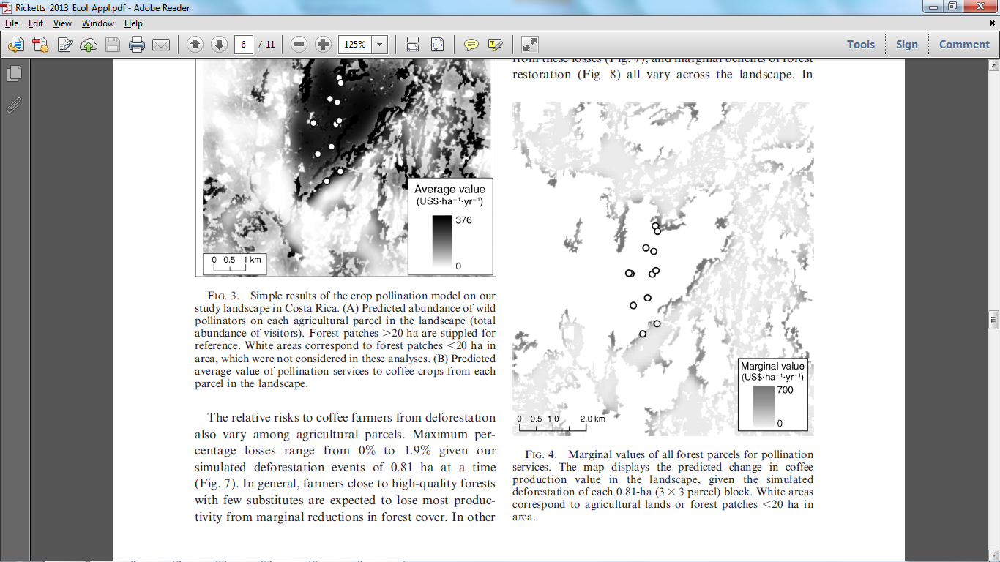 Ricketts_2013_Ecol_Appl.pdf - Adobe Reader
File Edit View Window Help
6 / 11 125% Tools Sign Comment
Average value
(US$·ha⁻¹·yr⁻¹)
376
0
0 0.5 1 km
FIG. 3. Simple results of the crop pollination model on our
study landscape in Costa Rica. (A) Predicted abundance of wild
pollinators on each agricultural parcel in the landscape (total
abundance of visitors). Forest patches >20 ha are stippled for
reference. White areas correspond to forest patches <20 ha in
area, which were not considered in these analyses. (B) Predicted
average value of pollination services to coffee crops from each
parcel in the landscape.
The relative risks to coffee farmers from deforestation
also vary among agricultural parcels. Maximum per-
centage losses range from 0% to 1.9% given our
simulated deforestation events of 0.81 ha at a time
(Fig. 7). In general, farmers close to high-quality forests
with few substitutes are expected to lose most produc-
tivity from marginal reductions in forest cover. In other
from these losses (Fig. 7), and marginal benefits of forest
restoration (Fig. 8) all vary across the landscape. In
Marginal value
(US$·ha⁻¹·yr⁻¹)
700
0
0 0.5 1.0 2.0 km
FIG. 4. Marginal values of all forest parcels for pollination
services. The map displays the predicted change in coffee
production value in the landscape, given the simulated
deforestation of each 0.81-ha (3 × 3 parcel) block. White areas
correspond to agricultural lands or forest patches <20 ha in
area.